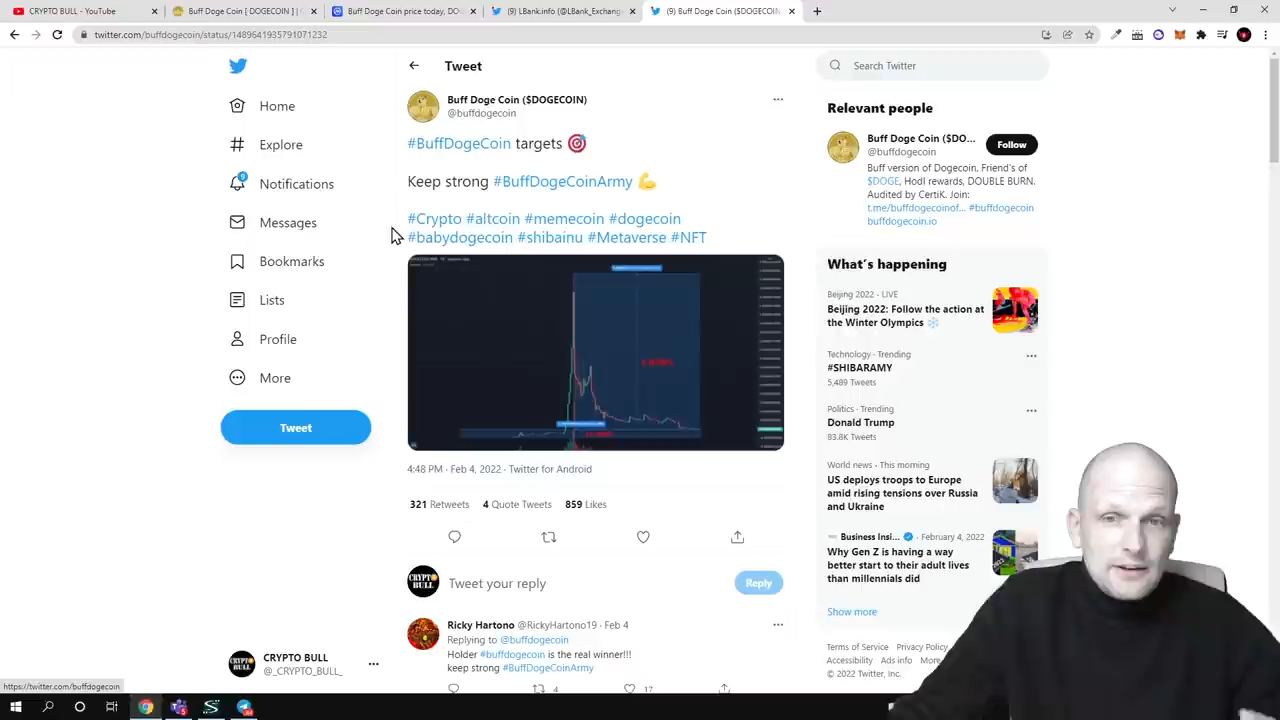 CRYPTO BULL - YouTube
Buff Doge Coin [ DOGECOIN ] (
Buff Doge Coin price today, DO
(9) LBank.info (@LBank_Exchang
(9) Buff Doge Coin ($DOGECOIN
twitter.com/buffdogecoin/status/1489641935791071232
Home
Explore
9
Notifications
Messages
Bookmarks
Lists
Profile
More
Tweet
CRYPTO BULL
@_CRYPTO_BULL_
https://twitter.com/buffdogecoin
Tweet
Buff Doge Coin ($DOGECOIN)
@buffdogecoin
#BuffDogeCoin targets
Keep strong #BuffDogeCoinArmy
#Crypto #altcoin #memecoin #dogecoin
#babydogecoin #shibainu #Metaverse #NFT
4:48 PM · Feb 4, 2022 · Twitter for Android
321 Retweets 4 Quote Tweets 859 Likes
CRYPTO
BULL
Tweet your reply
Reply
Ricky Hartono @RickyHartono19 · Feb 4
Replying to @buffdogecoin
Holder #buffdogecoin is the real winner!!!
keep strong #BuffDogeCoinArmy
4
17
Search Twitter
Relevant people
Buff Doge Coin ($DO...
@buffdogecoin
Follow
Buff version of Dogecoin, Friend's of
$DOGE, Hodl rewards, DOUBLE BURN.
Audited by CertiK. Join:
t.me/buffdogecoinof... #buffdogecoin
buffdogecoin.io
What's happening
Beijing 2022 · LIVE
Beijing 2022: Follow the action at
the Winter Olympics
Technology · Trending
#SHIBARAMY
5,489 Tweets
Politics · Trending
Donald Trump
83.8K Tweets
World news · This morning
US deploys troops to Europe
amid rising tensions over Russia
and Ukraine
Business Insi... · February 4, 2022
Why Gen Z is having a way
better start to their adult lives
than millennials did
Show more
Terms of Service Privacy Policy
Accessibility Ads info More
© 2022 Twitter, Inc.